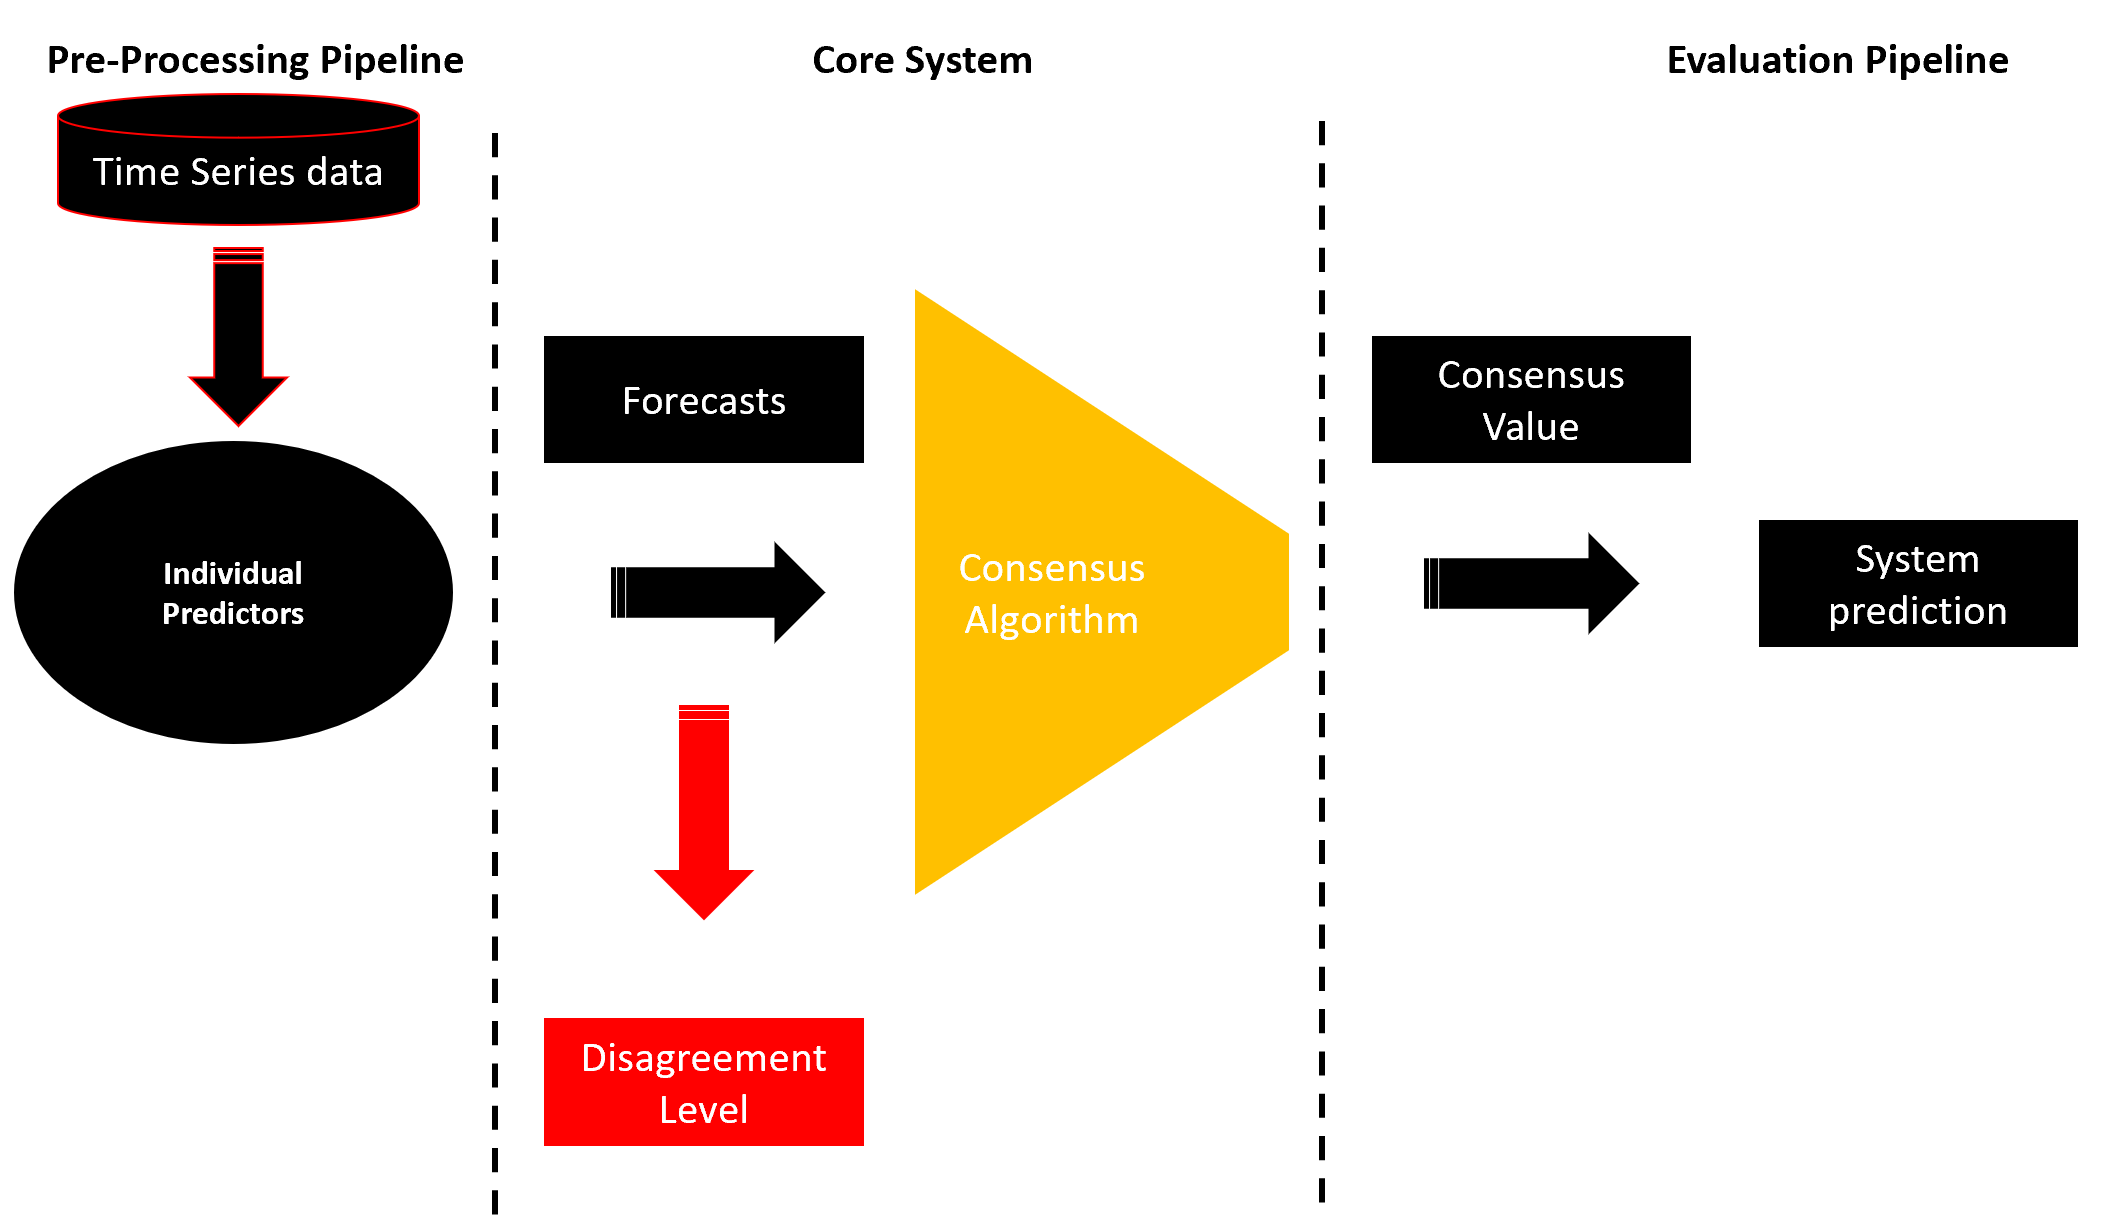 Pre-Processing Pipeline
Core System
Evaluation Pipeline
Time Series data
Individual
Predictors
Forecasts
Consensus
Algorithm
Disagreement
Level
Consensus
Value
System
prediction